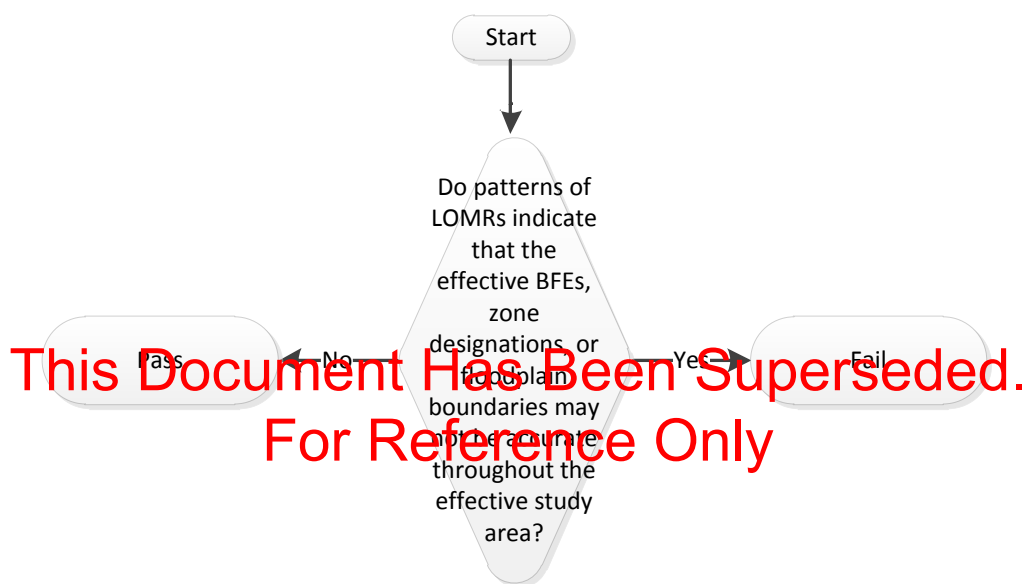 Start
Do patterns of
LOMRs indicate
that the
effective BFEs,
zone
designations, or
floodplain
boundaries may
not be accurate
throughout the
effective study
area?
Pass
No
Yes
Fail
This Document Has Been Superseded.
For Reference Only